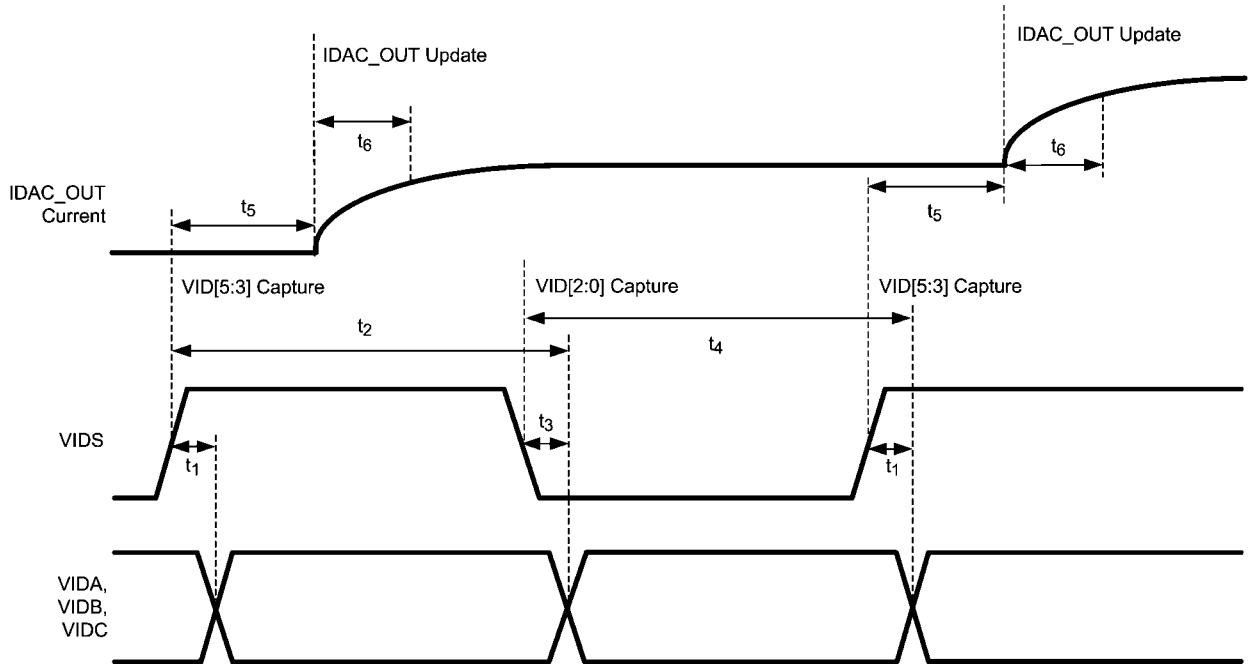 IDAC_OUT Update
IDAC_OUT Update
t6
t6
IDAC_OUT
Current
t5
t5
VID[5:3] Capture
VID[2:0] Capture
VID[5:3] Capture
t2
t4
VIDS
t1
t3
t1
VIDA,
VIDB,
VIDC